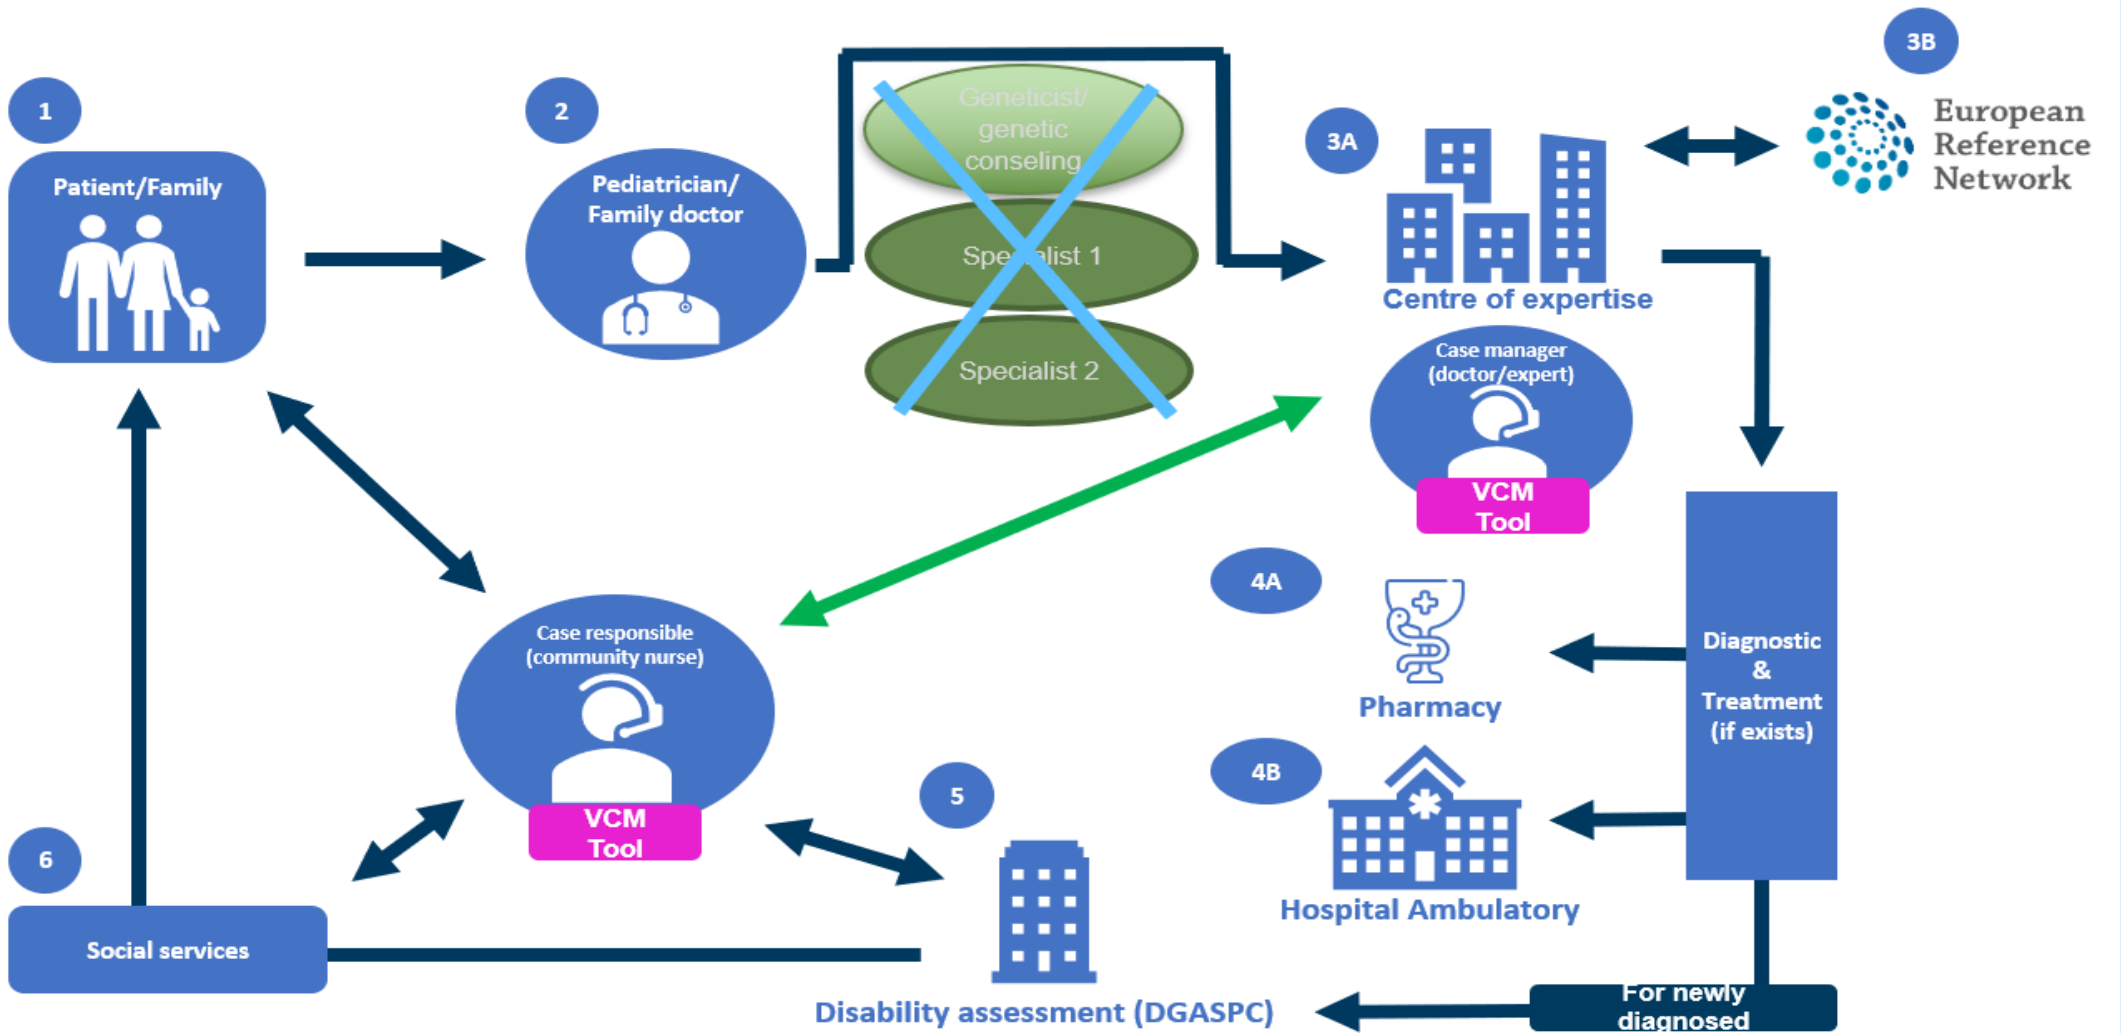 1
Patient/Family
2
Pediatrician/
Family doctor
Geneticist/
genetic
conseling
Specialist 1
Specialist 2
3A
Centre of expertise
3B
European
Reference
Network
Case manager
(doctor/expert)
VCM
Tool
4A
Pharmacy
4B
Hospital Ambulatory
Diagnostic
&
Treatment
(if exists)
For newly
diagnosed
Case responsible
(community nurse)
VCM
Tool
5
Disability assessment (DGASPC)
6
Social services